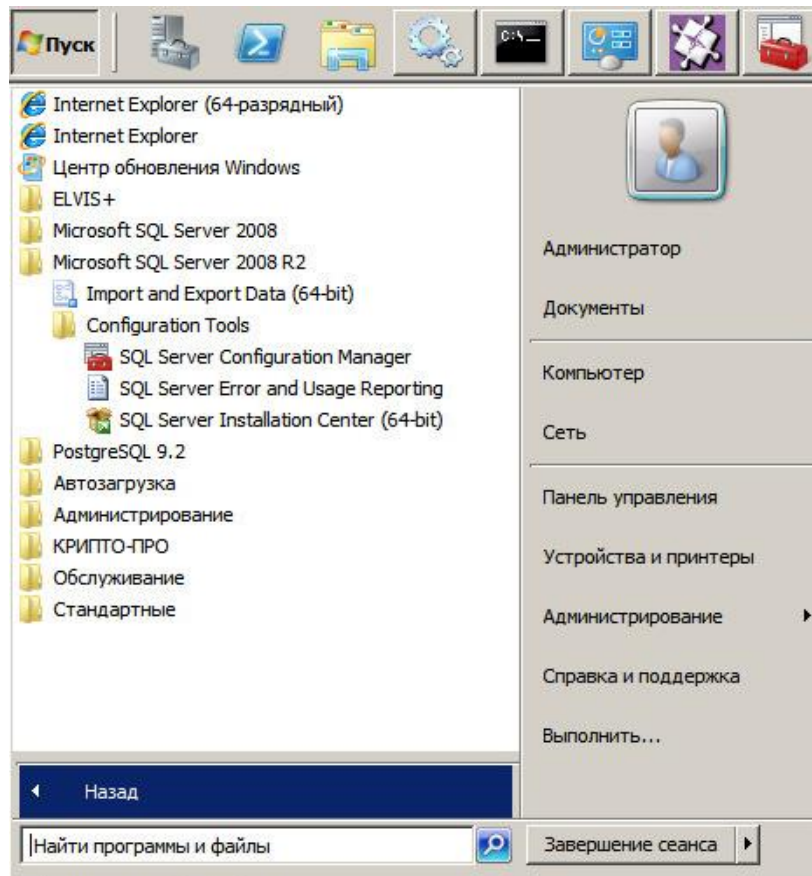 Пуск
C:\_
Internet Explorer (64-разрядный)
Internet Explorer
Центр обновления Windows
ELVIS+
Microsoft SQL Server 2008
Microsoft SQL Server 2008 R2
Import and Export Data (64-bit)
Configuration Tools
SQL Server Configuration Manager
SQL Server Error and Usage Reporting
SQL Server Installation Center (64-bit)
PostgreSQL 9.2
Автозагрузка
Администрирование
КРИПТО-ПРО
Обслуживание
Стандартные
Назад
Найти программы и файлы
Администратор
Документы
Компьютер
Сеть
Панель управления
Устройства и принтеры
Администрирование
Справка и поддержка
Выполнить...
Завершение сеанса